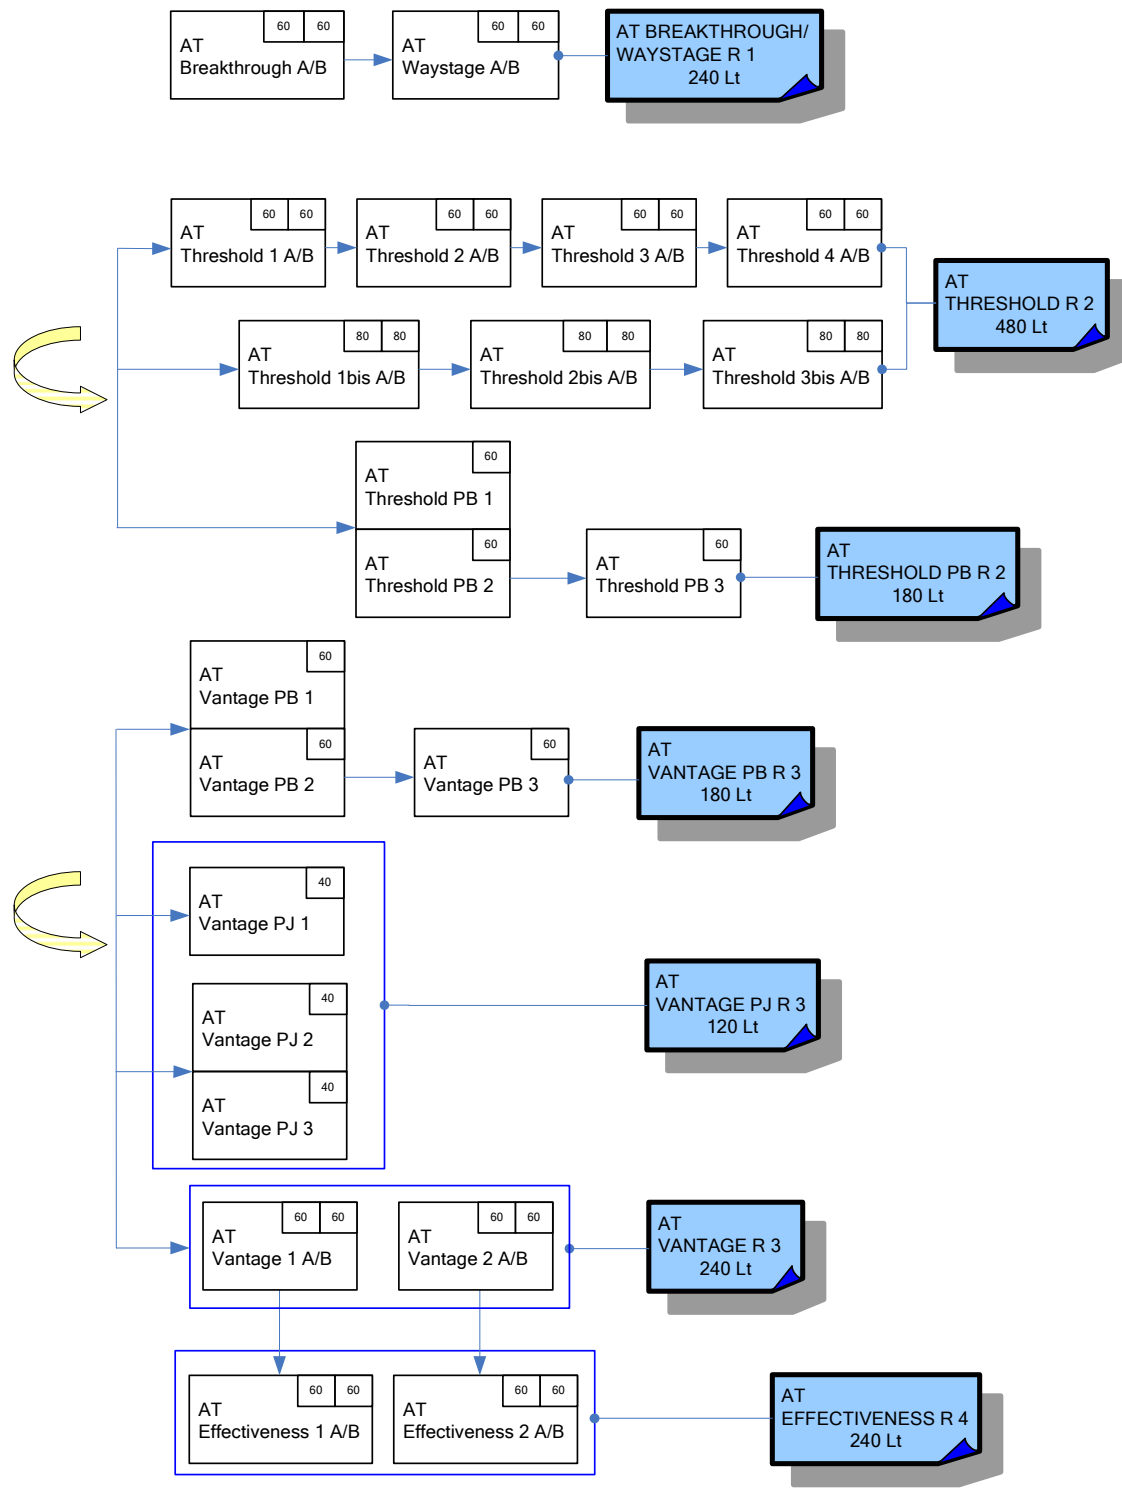 60 60
AT
Breakthrough A/B
60 60
AT
Waystage A/B
AT BREAKTHROUGH/
WAYSTAGE R 1
240 Lt
60 60
AT
Threshold 1 A/B
60 60
AT
Threshold 2 A/B
60 60
AT
Threshold 3 A/B
60 60
AT
Threshold 4 A/B
AT
THRESHOLD R 2
480 Lt
80 80
AT
Threshold 1bis A/B
80 80
AT
Threshold 2bis A/B
80 80
AT
Threshold 3bis A/B
60
AT
Threshold PB 1
60
AT
Threshold PB 2
60
AT
Threshold PB 3
AT
THRESHOLD PB R 2
180 Lt
60
AT
Vantage PB 1
60
AT
Vantage PB 2
60
AT
Vantage PB 3
AT
VANTAGE PB R 3
180 Lt
40
AT
Vantage PJ 1
40
AT
Vantage PJ 2
40
AT
Vantage PJ 3
AT
VANTAGE PJ R 3
120 Lt
60 60
AT
Vantage 1 A/B
60 60
AT
Vantage 2 A/B
AT
VANTAGE R 3
240 Lt
60 60
AT
Effectiveness 1 A/B
60 60
AT
Effectiveness 2 A/B
AT
EFFECTIVENESS R 4
240 Lt